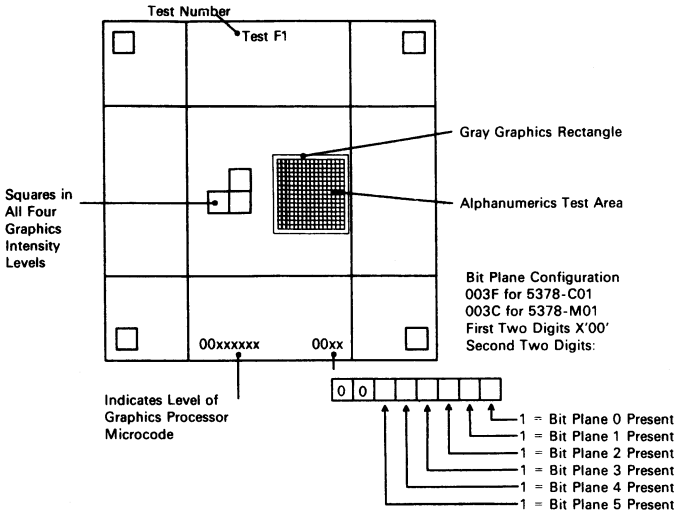 Test Number
Test F1
Gray Graphics Rectangle
Squares in
All Four
Graphics
Intensity
Levels
Alphanumerics Test Area
Bit Plane Configuration
003F for 5378-C01
003C for 5378-M01
First Two Digits X'00'
Second Two Digits:
00xxxxxx 00xx
Indicates Level of
Graphics Processor
Microcode
0 0
1 = Bit Plane 0 Present
1 = Bit Plane 1 Present
1 = Bit Plane 2 Present
1 = Bit Plane 3 Present
1 = Bit Plane 4 Present
1 = Bit Plane 5 Present